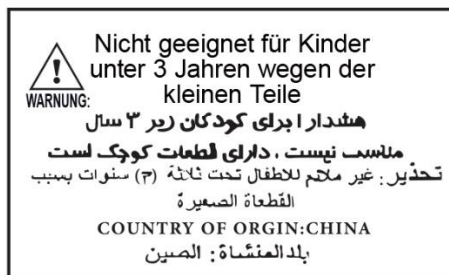 Nicht geeignet für Kinder
unter 3 Jahren wegen der
WARNUNG:
kleinen Teile
هشدار ! برای کودکان زیر ۳ سال
مناسب نیست ، دارای قطعات کوچک است
تحذير: غير ملائم للاطفال تحت ثلاثة (٣) سنوات بسبب
القطعاة الصغيرة
COUNTRY OF ORGIN:CHINA
بلد المنشاة: الصين